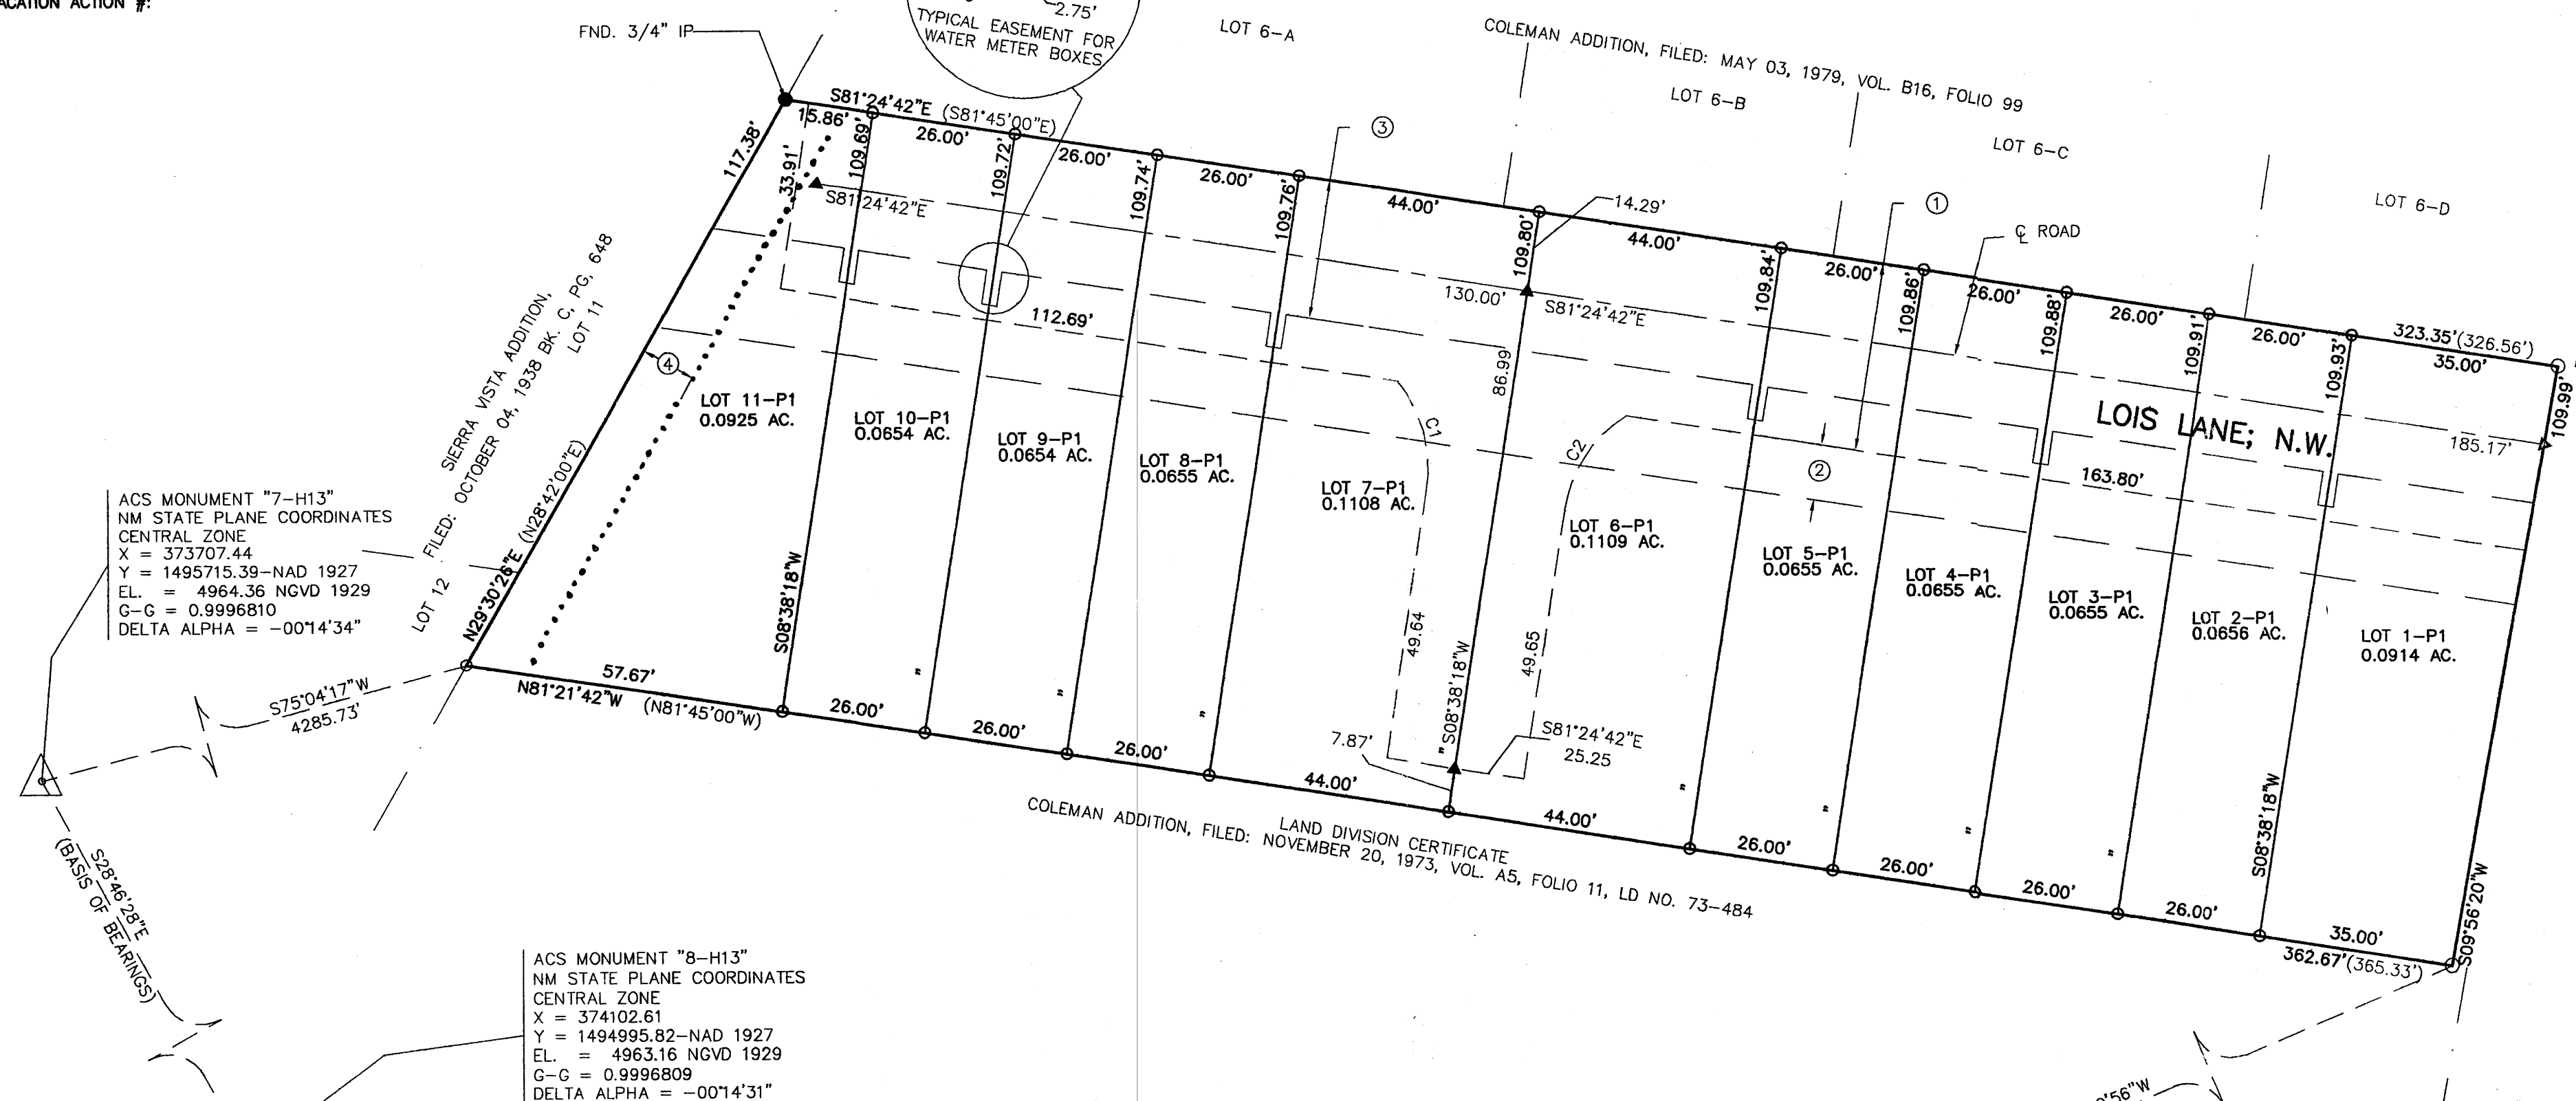 ACATION ACTION #:
2.75'
TYPICAL EASEMENT FOR
WATER METER BOXES
FND. 3/4" IP
LOT 6-A
COLEMAN ADDITION, FILED: MAY 03, 1979, VOL. B16, FOLIO 99
LOT 6-B
LOT 6-C
LOT 6-D
S81°24'42"E (S81°45'00"E)
15.86'
26.00'
26.00'
26.00'
44.00'
44.00'
26.00'
26.00'
26.00'
26.00'
323.35'(326.56')
35.00'
117.38'
33.91'
109.69'
109.72'
109.74'
109.76'
109.80'
109.84'
109.86'
109.88'
109.91'
109.93'
109.99'
3
14.29'
1
℄ ROAD
S81°24'42"E
130.00'
S81°24'42"E
112.69'
86.99
C1
C2
2
4
LOIS LANE; N.W.
185.17'
163.80'
SIERRA VISTA ADDITION,
FILED: OCTOBER 04, 1938 BK. C, PG, 648
LOT 11
LOT 12
N29°30'26"E (N28°42'00"E)
LOT 11-P1
0.0925 AC.
LOT 10-P1
0.0654 AC.
LOT 9-P1
0.0654 AC.
LOT 8-P1
0.0655 AC.
LOT 7-P1
0.1108 AC.
LOT 6-P1
0.1109 AC.
LOT 5-P1
0.0655 AC.
LOT 4-P1
0.0655 AC.
LOT 3-P1
0.0655 AC.
LOT 2-P1
0.0656 AC.
LOT 1-P1
0.0914 AC.
ACS MONUMENT "7-H13"
NM STATE PLANE COORDINATES
CENTRAL ZONE
X = 373707.44
Y = 1495715.39-NAD 1927
EL. = 4964.36 NGVD 1929
G-G = 0.9996810
DELTA ALPHA = -00°14'34"
S08°38'18"W
"
"
"
49.64
49.65
" S08°38'18"W
"
"
"
"
S08°38'18"W
S09°56'20"W
S75°04'17"W
4285.73'
57.67'
N81°21'42"W (N81°45'00"W)
26.00'
26.00'
26.00'
44.00'
7.87'
S81°24'42"E
25.25
44.00'
26.00'
26.00'
26.00'
26.00'
35.00'
362.67'(365.33')
LAND DIVISION CERTIFICATE
COLEMAN ADDITION, FILED: NOVEMBER 20, 1973, VOL. A5, FOLIO 11, LD NO. 73-484
S28°46'28"E
(BASIS OF BEARINGS)
ACS MONUMENT "8-H13"
NM STATE PLANE COORDINATES
CENTRAL ZONE
X = 374102.61
Y = 1494995.82-NAD 1927
EL. = 4963.16 NGVD 1929
G-G = 0.9996809
DELTA ALPHA = -00°14'31"
'56"W